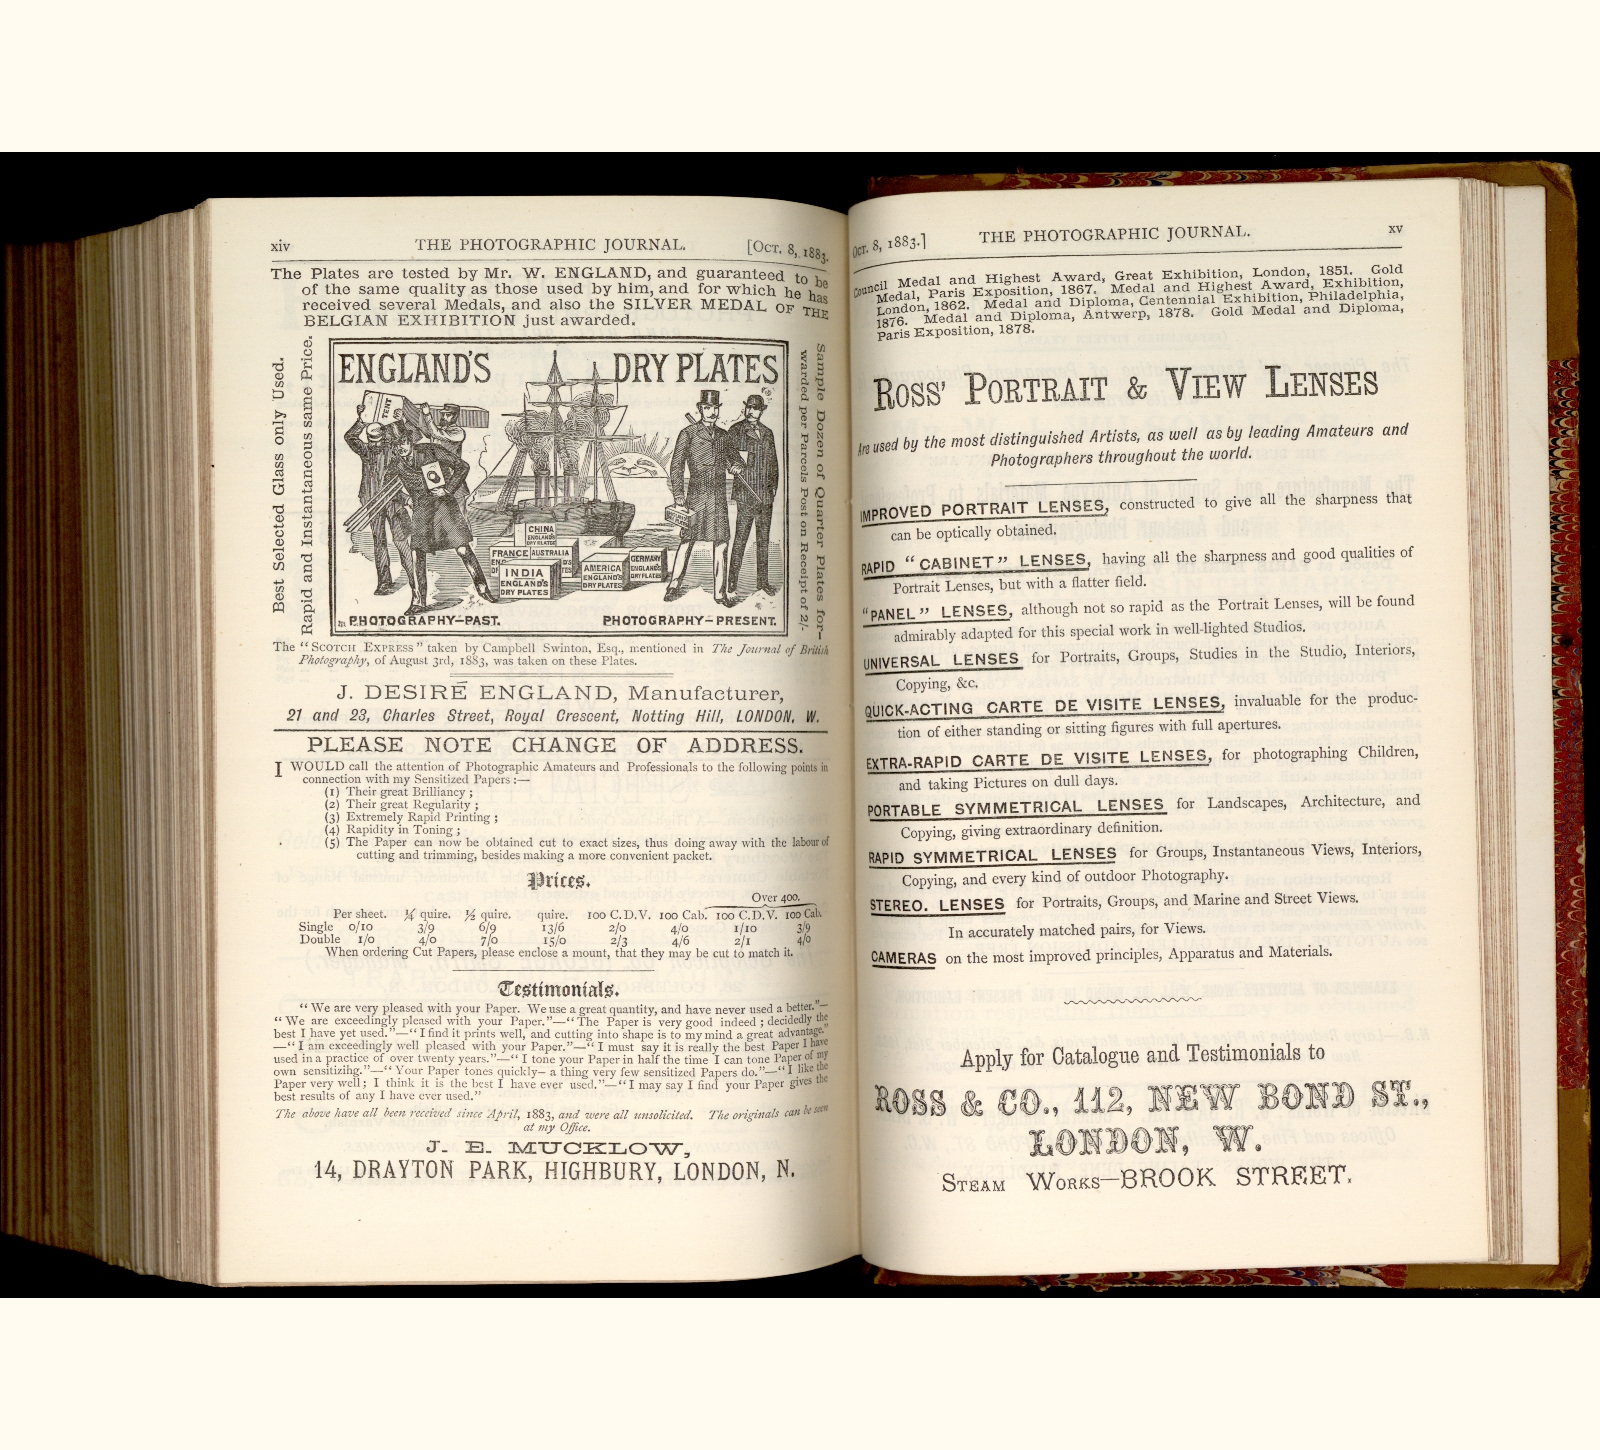 xiv THE PHOTOGRAPHIC JOURNAL. [Oct. 8, 1883.
The Plates are tested by Mr. W. ENGLAND, and guaranteed to be
of the same quality as those used by him, and for which he has
received several Medals, and also the SILVER MEDAL OF THE
BELGIAN EXHIBITION just awarded.
Best Selected Glass only Used.
Rapid and Instantaneous same Price.
ENGLAND'S DRY PLATES
TENT
CHINA
ENGLAND'S
DRY PLATES
FRANCE
AUSTRALIA
INDIA
ENGLAND'S
DRY PLATES
AMERICA
ENGLAND'S
DRY PLATES
GERMANY
ENGLAND'S
DRY PLATES
PHOTOGRAPHY–PAST. PHOTOGRAPHY–PRESENT.
Sample Dozen of Quarter Plates for-
warded per Parcels Post on Receipt of 2/-
The "Scotch Express" taken by Campbell Swinton, Esq., mentioned in The Journal of British
Photography, of August 3rd, 1883, was taken on these Plates.
J. DESIRÉ ENGLAND, Manufacturer,
21 and 23, Charles Street, Royal Crescent, Notting Hill, LONDON, W.
PLEASE NOTE CHANGE OF ADDRESS.
I WOULD call the attention of Photographic Amateurs and Professionals to the following points in
connection with my Sensitized Papers :—
(1) Their great Brilliancy ;
(2) Their great Regularity ;
(3) Extremely Rapid Printing ;
(4) Rapidity in Toning ;
(5) The Paper can now be obtained cut to exact sizes, thus doing away with the labour of
cutting and trimming, besides making a more convenient packet.
Prices.
Over 400.
Per sheet. ¼ quire. ½ quire. quire. 100 C.D.V. 100 Cab. 100 C.D.V. 100 Cab.
Single 0/10 3/9 6/9 13/6 2/0 4/0 1/10 3/9
Double 1/0 4/0 7/0 15/0 2/3 4/6 2/1 4/0
When ordering Cut Papers, please enclose a mount, that they may be cut to match it.
Testimonials.
"We are very pleased with your Paper. We use a great quantity, and have never used a better."—
"We are exceedingly pleased with your Paper."—"The Paper is very good indeed ; decidedly the
best I have yet used."—"I find it prints well, and cutting into shape is to my mind a great advantage."
—"I am exceedingly well pleased with your Paper."—"I must say it is really the best Paper I have
used in a practice of over twenty years."—"I tone your Paper in half the time I can tone Paper of my
own sensitizing."—"Your Paper tones quickly—a thing very few sensitized Papers do."—"I like the
Paper very well ; I think it is the best I have ever used."—"I may say I find your Paper gives the
best results of any I have ever used."
The above have all been received since April, 1883, and were all unsolicited. The originals can be seen
at my Office.
J. E. MUCKLOW,
14, DRAYTON PARK, HIGHBURY, LONDON, N.
Oct. 8, 1883.] THE PHOTOGRAPHIC JOURNAL. xv
Council Medal and Highest Award, Great Exhibition, London, 1851. Gold
Medal, Paris Exposition, 1867. Medal and Highest Award, Exhibition,
London, 1862. Medal and Diploma, Centennial Exhibition, Philadelphia,
1876. Medal and Diploma, Antwerp, 1878. Gold Medal and Diploma,
Paris Exposition, 1878.
Ross' Portrait & View Lenses
Are used by the most distinguished Artists, as well as by leading Amateurs and
Photographers throughout the world.
IMPROVED PORTRAIT LENSES, constructed to give all the sharpness that
can be optically obtained.
RAPID "CABINET" LENSES, having all the sharpness and good qualities of
Portrait Lenses, but with a flatter field.
"PANEL" LENSES, although not so rapid as the Portrait Lenses, will be found
admirably adapted for this special work in well-lighted Studios.
UNIVERSAL LENSES for Portraits, Groups, Studies in the Studio, Interiors,
Copying, &c.
QUICK-ACTING CARTE DE VISITE LENSES, invaluable for the produc-
tion of either standing or sitting figures with full apertures.
EXTRA-RAPID CARTE DE VISITE LENSES, for photographing Children,
and taking Pictures on dull days.
PORTABLE SYMMETRICAL LENSES for Landscapes, Architecture, and
Copying, giving extraordinary definition.
RAPID SYMMETRICAL LENSES for Groups, Instantaneous Views, Interiors,
Copying, and every kind of outdoor Photography.
STEREO. LENSES for Portraits, Groups, and Marine and Street Views.
In accurately matched pairs, for Views.
CAMERAS on the most improved principles, Apparatus and Materials.
Apply for Catalogue and Testimonials to
ROSS & CO., 112, NEW BOND ST.,
LONDON, W.
Steam Works—BROOK STREET.